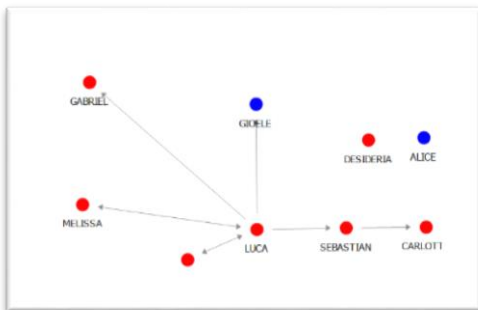 GABRIEL
GIOELE
DESIDERIA
ALICE
MELISSA
LUCA
SEBASTIAN
CARLOTT